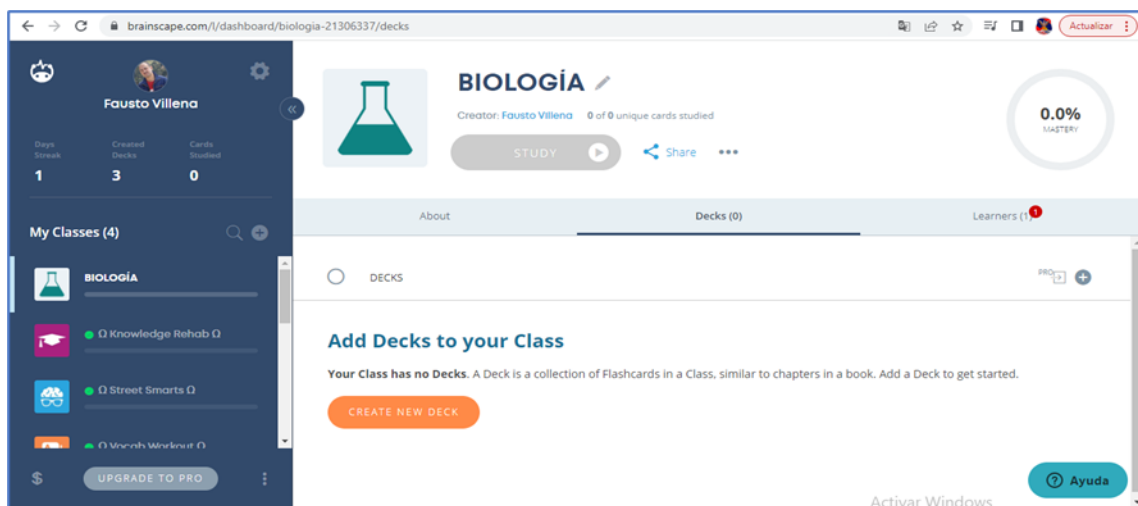 brainscape.com/l/dashboard/biologia-21306337/decks
Actualizar
Fausto Villena
Days Streak
Created Decks
Cards Studied
1
3
0
My Classes (4)
BIOLOGÍA
Ω Knowledge Rehab Ω
Ω Street Smarts Ω
Ω Vocab Workout Ω
$
UPGRADE TO PRO
BIOLOGÍA
Creator: Fausto Villena 0 of 0 unique cards studied
STUDY
Share
0.0%
MASTERY
About
Decks (0)
Learners (1)
1
DECKS
PRO
Add Decks to your Class
Your Class has no Decks. A Deck is a collection of Flashcards in a Class, similar to chapters in a book. Add a Deck to get started.
CREATE NEW DECK
Ayuda
Activar Windows